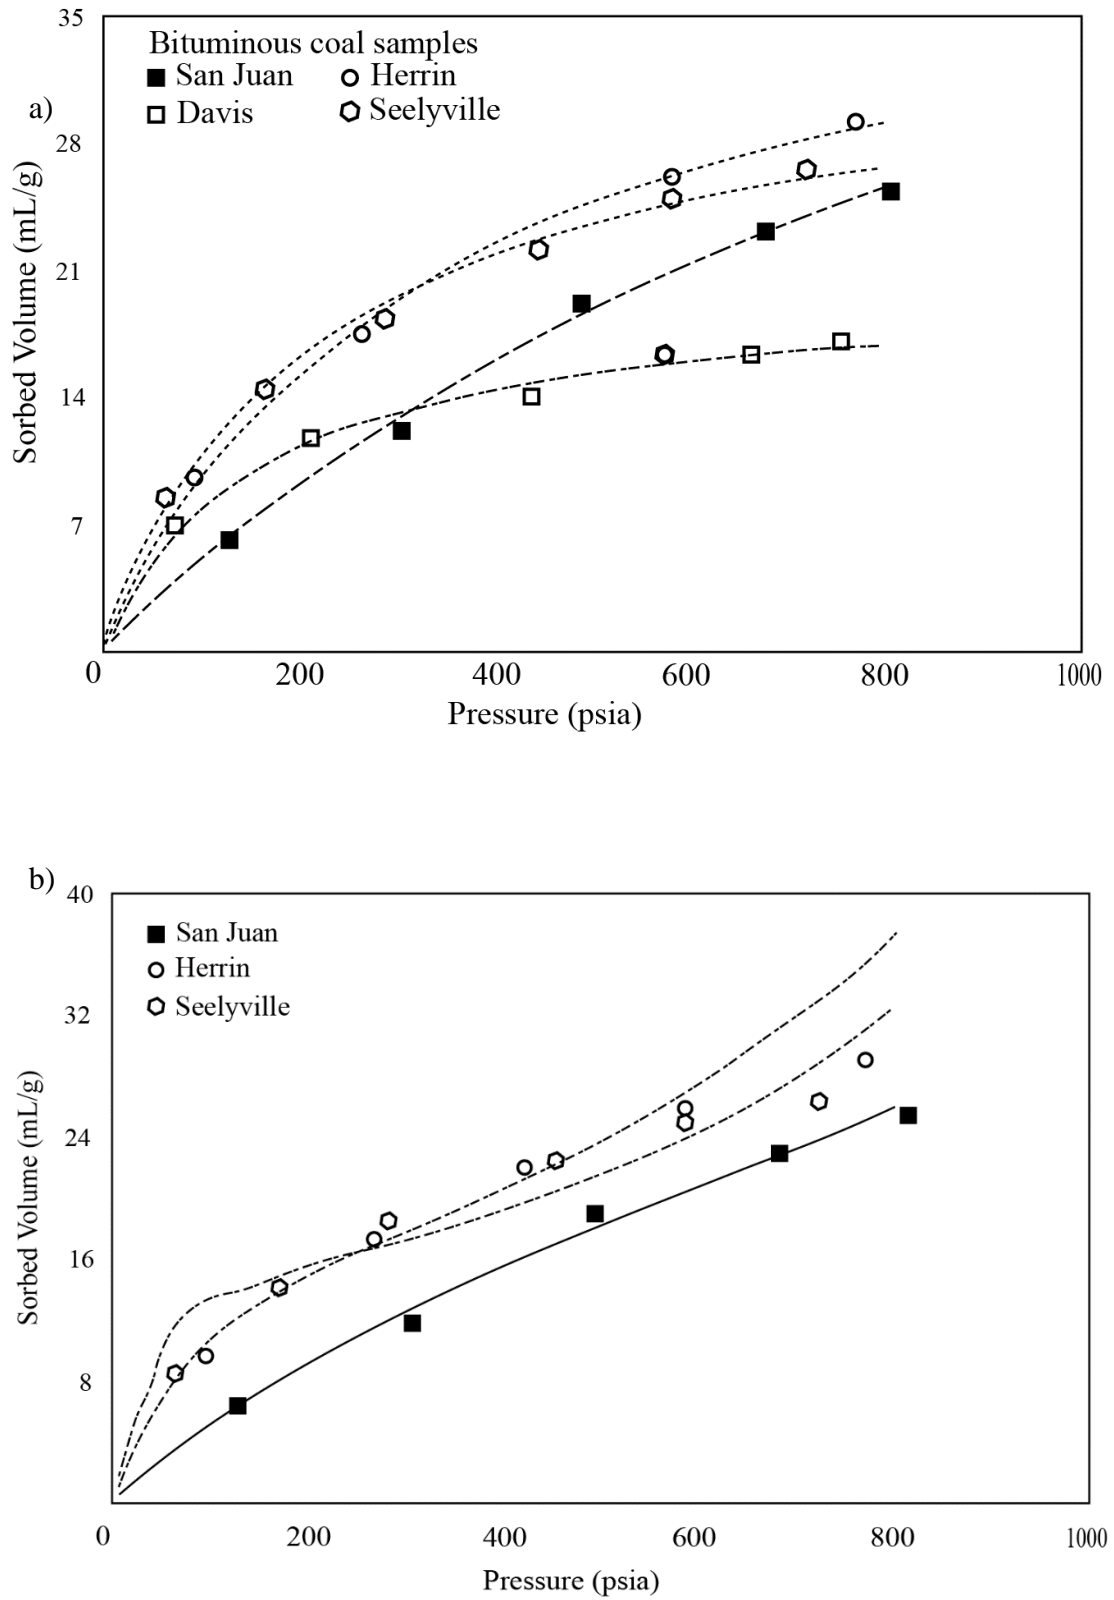 35
Bituminous coal samples
San Juan Herrin
a)
Davis Seelyville
28
21
14
7
Sorbed Volume (mL/g)
0 200 400 600 800 1000
Pressure (psia)
b)
40
San Juan
Herrin
Seelyville
32
24
16
8
Sorbed Volume (mL/g)
0 200 400 600 800 1000
Pressure (psia)